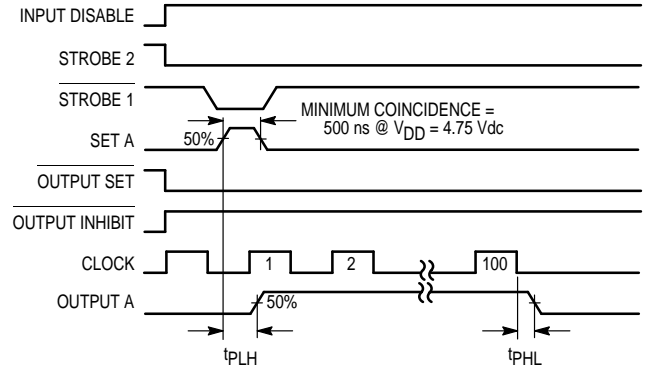 INPUT DISABLE
STROBE 2
STROBE 1
MINIMUM COINCIDENCE =
500 ns @ VDD = 4.75 Vdc
SET A
50%
OUTPUT SET
OUTPUT INHIBIT
CLOCK
1
2
100
OUTPUT A
50%
tPLH
tPHL